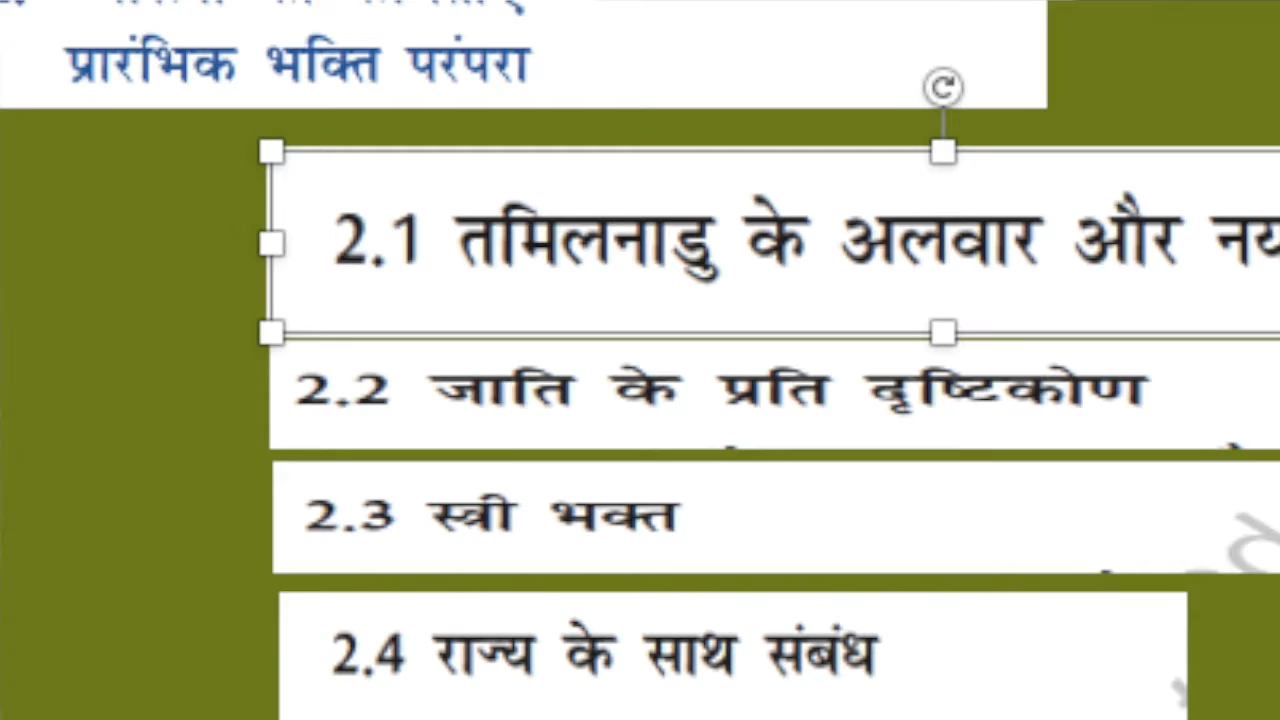 प्रारंभिक भक्ति परंपरा
2.1 तमिलनाडु के अलवार और
2.2 जाति के प्रति दृष्टिकोण
2.3 स्त्री भक्त
2.4 राज्य के साथ संबंध